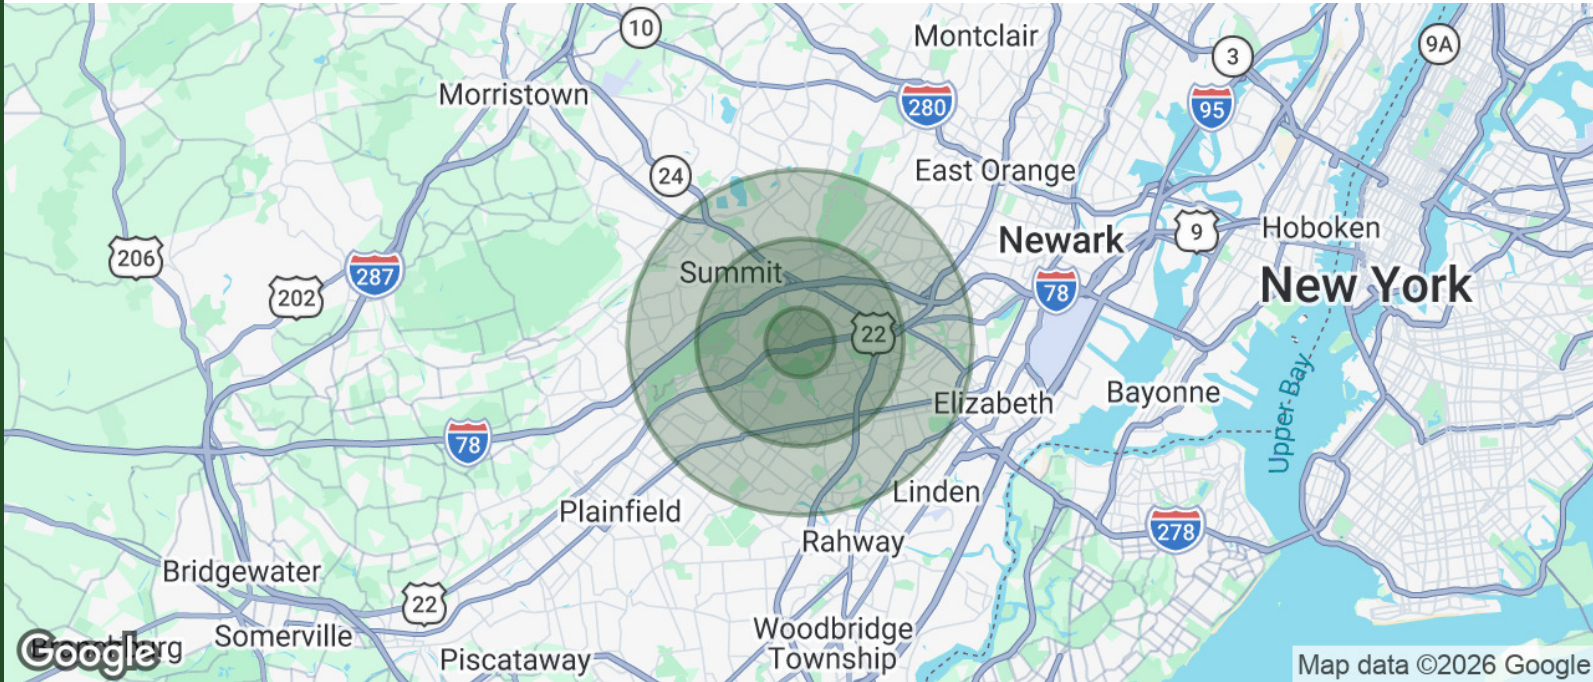 10
Montclair
3
9A
Morristown
280
95
24
East Orange
9
Hoboken
Newark
206
287
202
Summit
78
New York
22
Upper Bay
Elizabeth
Bayonne
78
Linden
Plainfield
278
Rahway
Bridgewater
22
Somerville
Woodbridge
Township
Piscataway
Google
Map data ©2026 Google